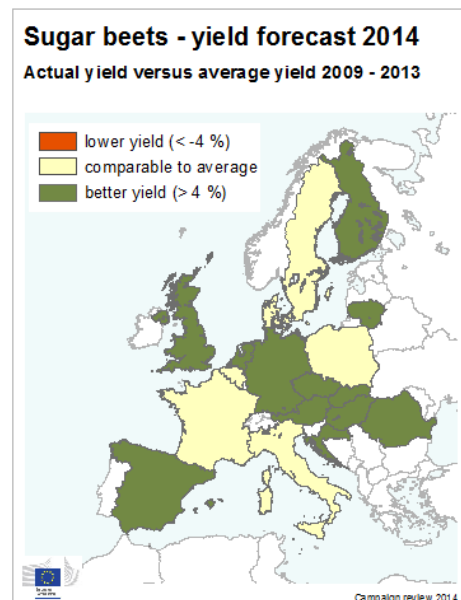 Sugar beets - yield forecast 2014
Actual yield versus average yield 2009 - 2013
lower yield (< -4 %)
comparable to average
better yield (> 4 %)
Campaign review 2014